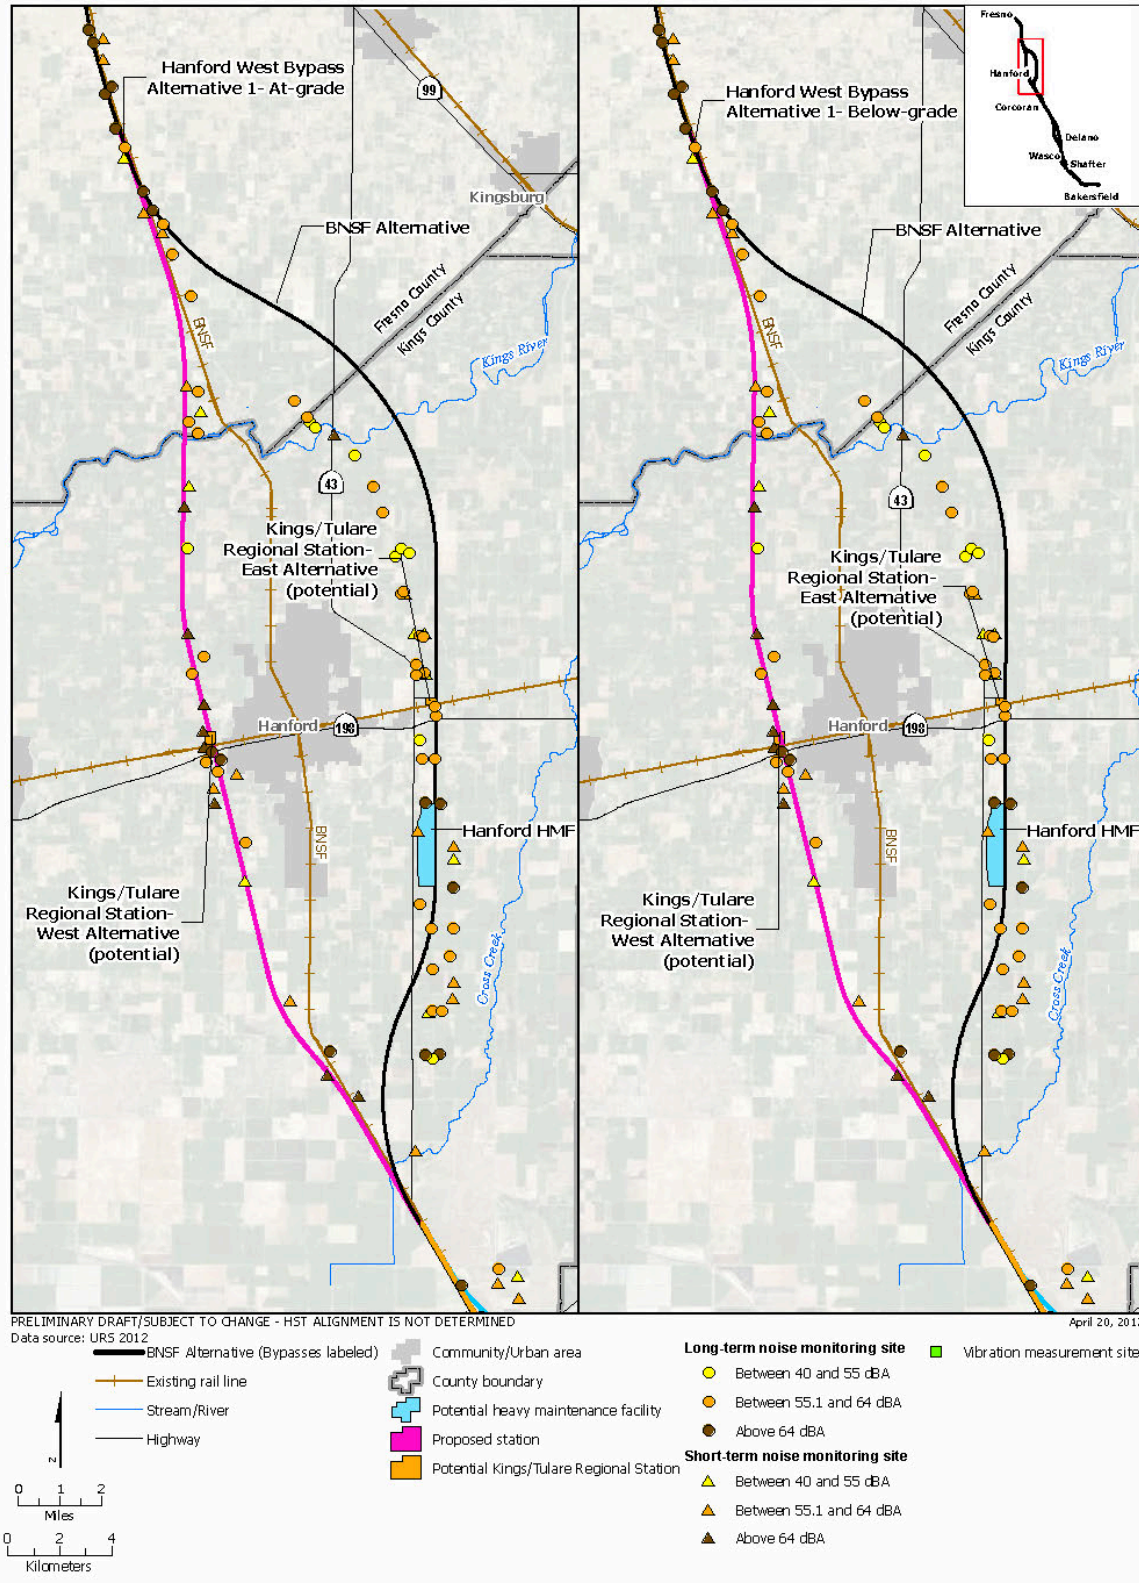 Hanford West Bypass
Alternative 1- At-grade
99
Kingsburg
BNSF Alternative
Fresno County
Kings County
BNSF
Kings River
43
Kings/Tulare
Regional Station-
East Alternative
(potential)
Hanford
198
Hanford HMF
BNSF
Kings/Tulare
Regional Station-
West Alternative
(potential)
Cross Creek
Hanford West Bypass
Alternative 1- Below-grade
Fresno
Hanford
Corcoran
Delano
Wasco
Shafter
Bakersfield
BNSF Alternative
Fresno County
Kings County
BNSF
Kings River
43
Kings/Tulare
Regional Station-
East Alternative
(potential)
Hanford
198
Hanford HMF
BNSF
Kings/Tulare
Regional Station-
West Alternative
(potential)
Cross Creek
PRELIMINARY DRAFT/SUBJECT TO CHANGE - HST ALIGNMENT IS NOT DETERMINED
Data source: URS 2012
April 20, 2012
BNSF Alternative (Bypasses labeled)
Existing rail line
Stream/River
Highway
z
0 1 2
Miles
0 2 4
Kilometers
Community/Urban area
County boundary
Potential heavy maintenance facility
Proposed station
Potential Kings/Tulare Regional Station
Long-term noise monitoring site
Between 40 and 55 dBA
Between 55.1 and 64 dBA
Above 64 dBA
Short-term noise monitoring site
Between 40 and 55 dBA
Between 55.1 and 64 dBA
Above 64 dBA
Vibration measurement site